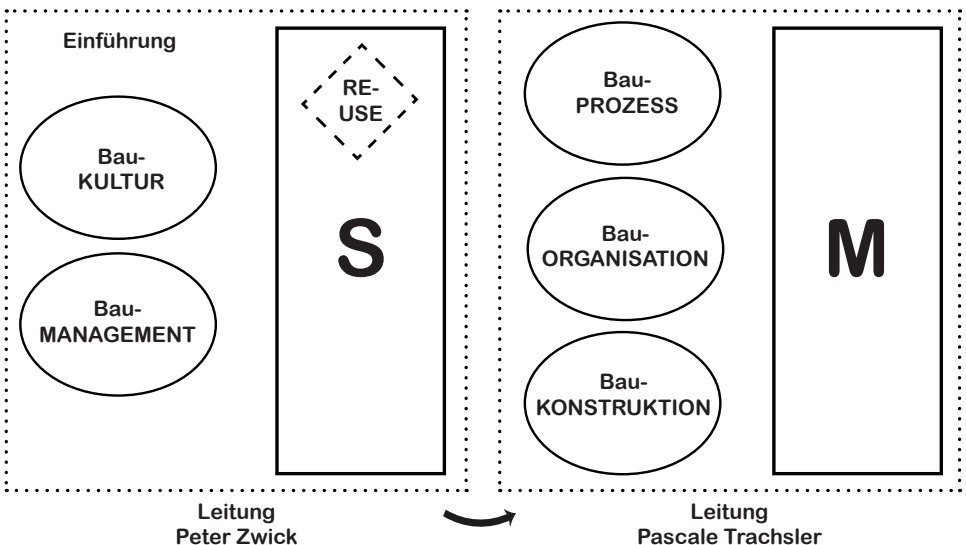 Einführung
Bau-
KULTUR
Bau-
MANAGEMENT
RE-
USE
S
Leitung
Peter Zwick
Bau-
PROZESS
Bau-
ORGANISATION
Bau-
KONSTRUKTION
M
Leitung
Pascale Trachsler